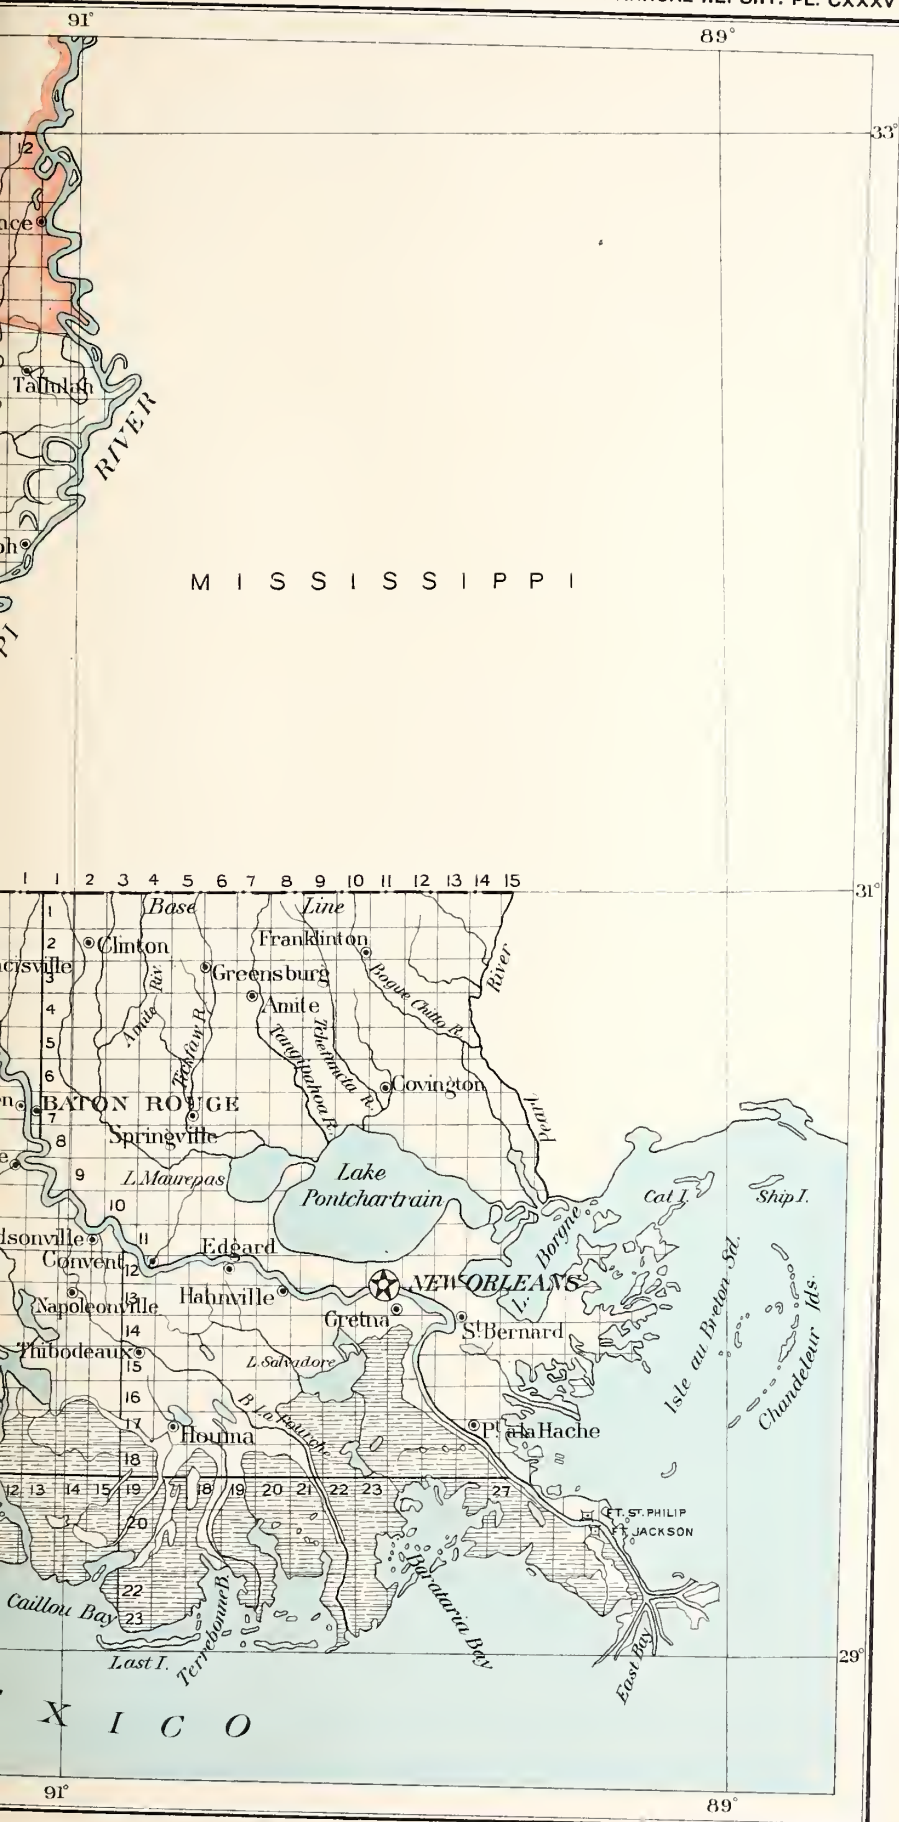 PL. CXXXV
91°
89°
33°
12
Tallulah
RIVER
MISSISSIPPI
1 1 2 3 4 5 6 7 8 9 10 11 12 13 14 15
31°
Base Line
1
2
3
4
5
6
7
8
9
10
11
12
13
14
15
16
17
18
Clinton
Franklinton
Greensburg
Amite
Amite Riv.
Tickfaw R.
Tangipahoa R.
Tchefuncta R.
Bogue Chitto R.
River
Pearl
Covington
BATON ROUGE
Springville
L. Maurepas
Lake
Pontchartrain
Cat I.
Ship I.
L. Borgne
Convent
Edgard
NEW ORLEANS
Hahnville
Napoleonville
Gretna
St Bernard
Isle au Breton Sd.
Chandeleur Ids.
Thibodeaux
L. Salvadore
B. La Fourche
Houma
Pt. a la Hache
12 13 14 15 19 17 18 19 20 21 22 23 27
20
22
23
FT. ST. PHILIP
FT. JACKSON
Caillou Bay
Last I.
Terrebonne B.
Barataria Bay
East Bay
29°
X I C O
91°
89°